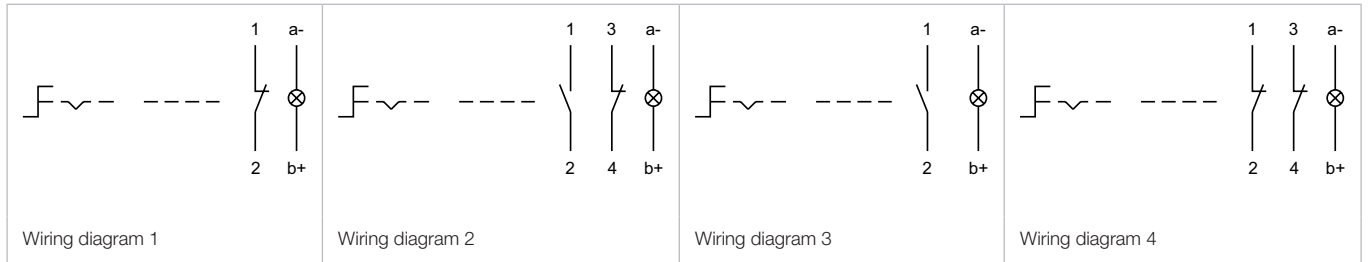 1 a-
2 b+
Wiring diagram 1
1 3 a-
2 4 b+
Wiring diagram 2
1 a-
2 b+
Wiring diagram 3
1 3 a-
2 4 b+
Wiring diagram 4